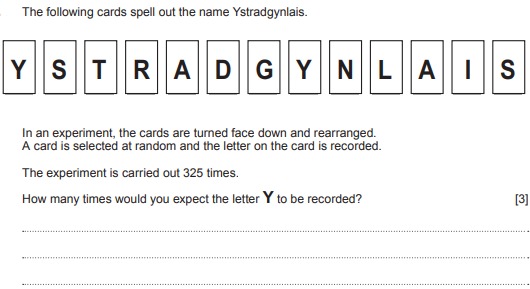 The following cards spell out the name Ystradgynlais.
Y S T R A D G Y N L A I S
In an experiment, the cards are turned face down and rearranged.
A card is selected at random and the letter on the card is recorded.
The experiment is carried out 325 times.
How many times would you expect the letter Y to be recorded? [3]